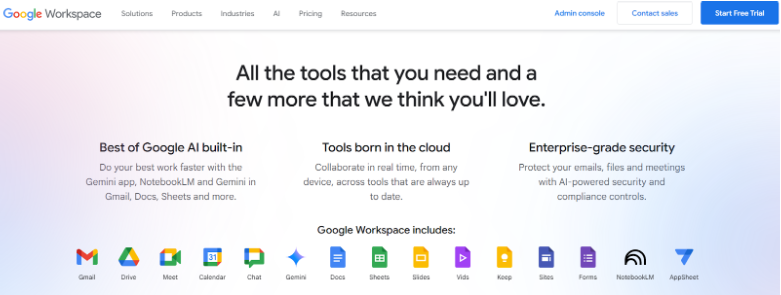 Google Workspace Solutions Products Industries AI Pricing Resources Admin console Contact sales Start Free Trial
All the tools that you need and a
few more that we think you'll love.
Best of Google AI built-in
Do your best work faster with the
Gemini app, NotebookLM and Gemini in
Gmail, Docs, Sheets and more.
Tools born in the cloud
Collaborate in real time, from any
device, across tools that are always up
to date.
Enterprise-grade security
Protect your emails, files and meetings
with AI-powered security and
compliance controls.
Google Workspace includes:
31
Gmail Drive Meet Calendar Chat Gemini Docs Sheets Slides Vids Keep Sites Forms NotebookLM AppSheet